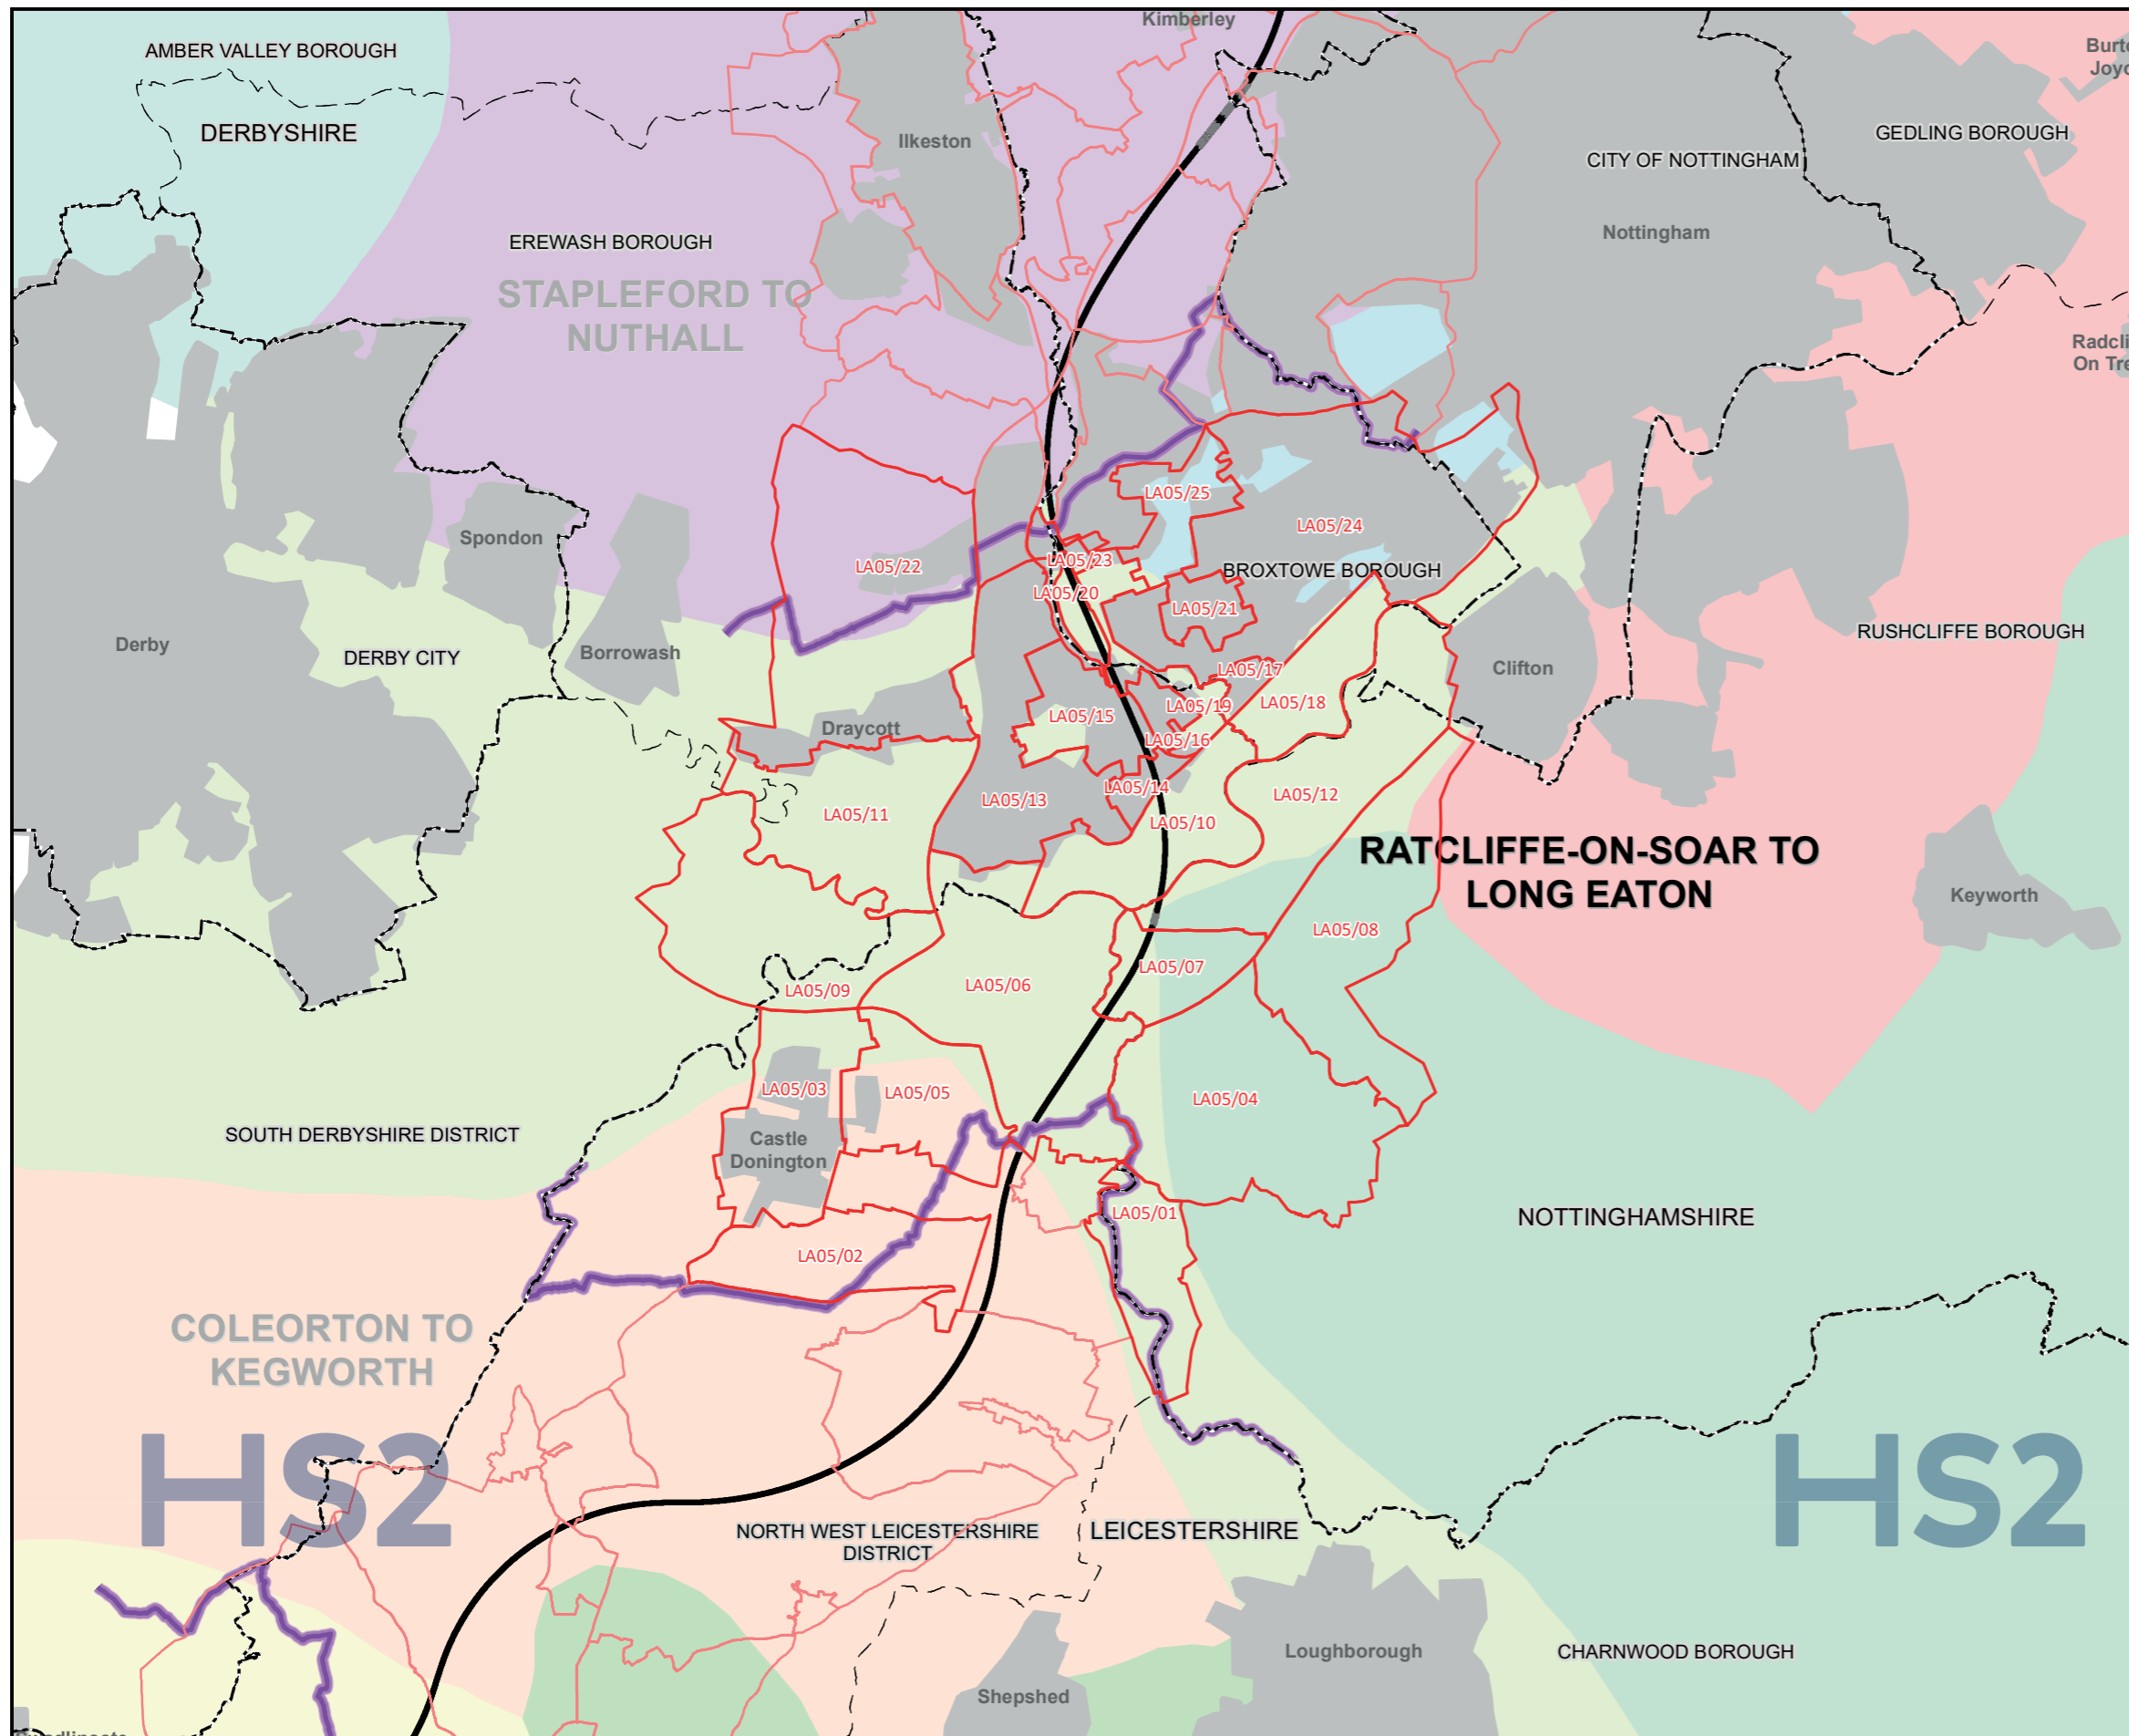 Kimberley
AMBER VALLEY BOROUGH
DERBYSHIRE
Ilkeston
GEDLING BOROUGH
CITY OF NOTTINGHAM
Nottingham
EREWASH BOROUGH
STAPLEFORD TO
NUTHALL
On
LA05/25
LA05/24
Spondon
LA05/23
LA05/22
BROXTOWE BOROUGH
LA05/20
LA05/21
RUSHCLIFFE BOROUGH
Derby
DERBY CITY
Borrowash
LA05/17
Clifton
LA05/18
LA05/19
LA05/15
Draycott
LA05/16
LA05/14
LA05/13
LA05/12
LA05/11
LA05/10
RATCLIFFE-ON-SOAR TO
LONG EATON
Keyworth
LA05/08
LA05/07
LA05/09
LA05/06
LA05/03
LA05/05
LA05/04
SOUTH DERBYSHIRE DISTRICT
Castle
Donington
LA05/01
NOTTINGHAMSHIRE
LA05/02
COLEORTON TO
KEGWORTH
HS2
HS2
NORTH WEST LEICESTERSHIRE
DISTRICT
LEICESTERSHIRE
Loughborough
CHARNWOOD BOROUGH
Shepshed